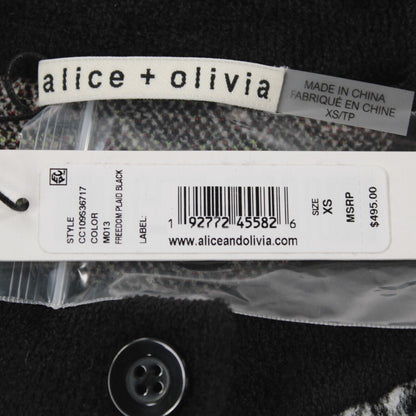 alice + olivia
MADE IN CHINA
FABRIQUÉ EN CHINE
XS/TP
STYLE
CC109536717
COLOR
M013
FREEDOM PLAID BLACK
LABEL:
1 92772 45582 6
www.aliceandolivia.com
SIZE
XS
MSRP
$495.00